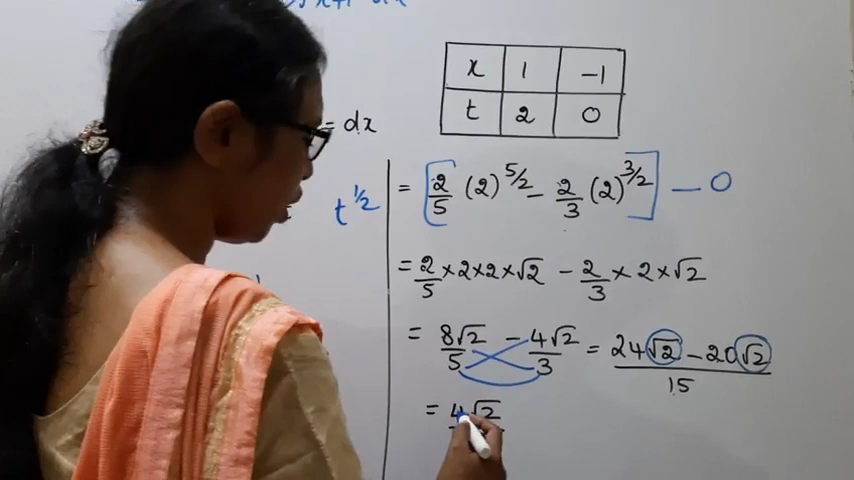 √x+1 dx
x 1 -1
t 2 0
= dx
t^1/2
= [2/5 (2)^5/2 - 2/3 (2)^3/2] - 0
= 2/5 × 2 × 2 × √2 - 2/3 × 2 × √2
= 8√2/5 - 4√2/3 = 24√2 - 20√2/15
= 4√2